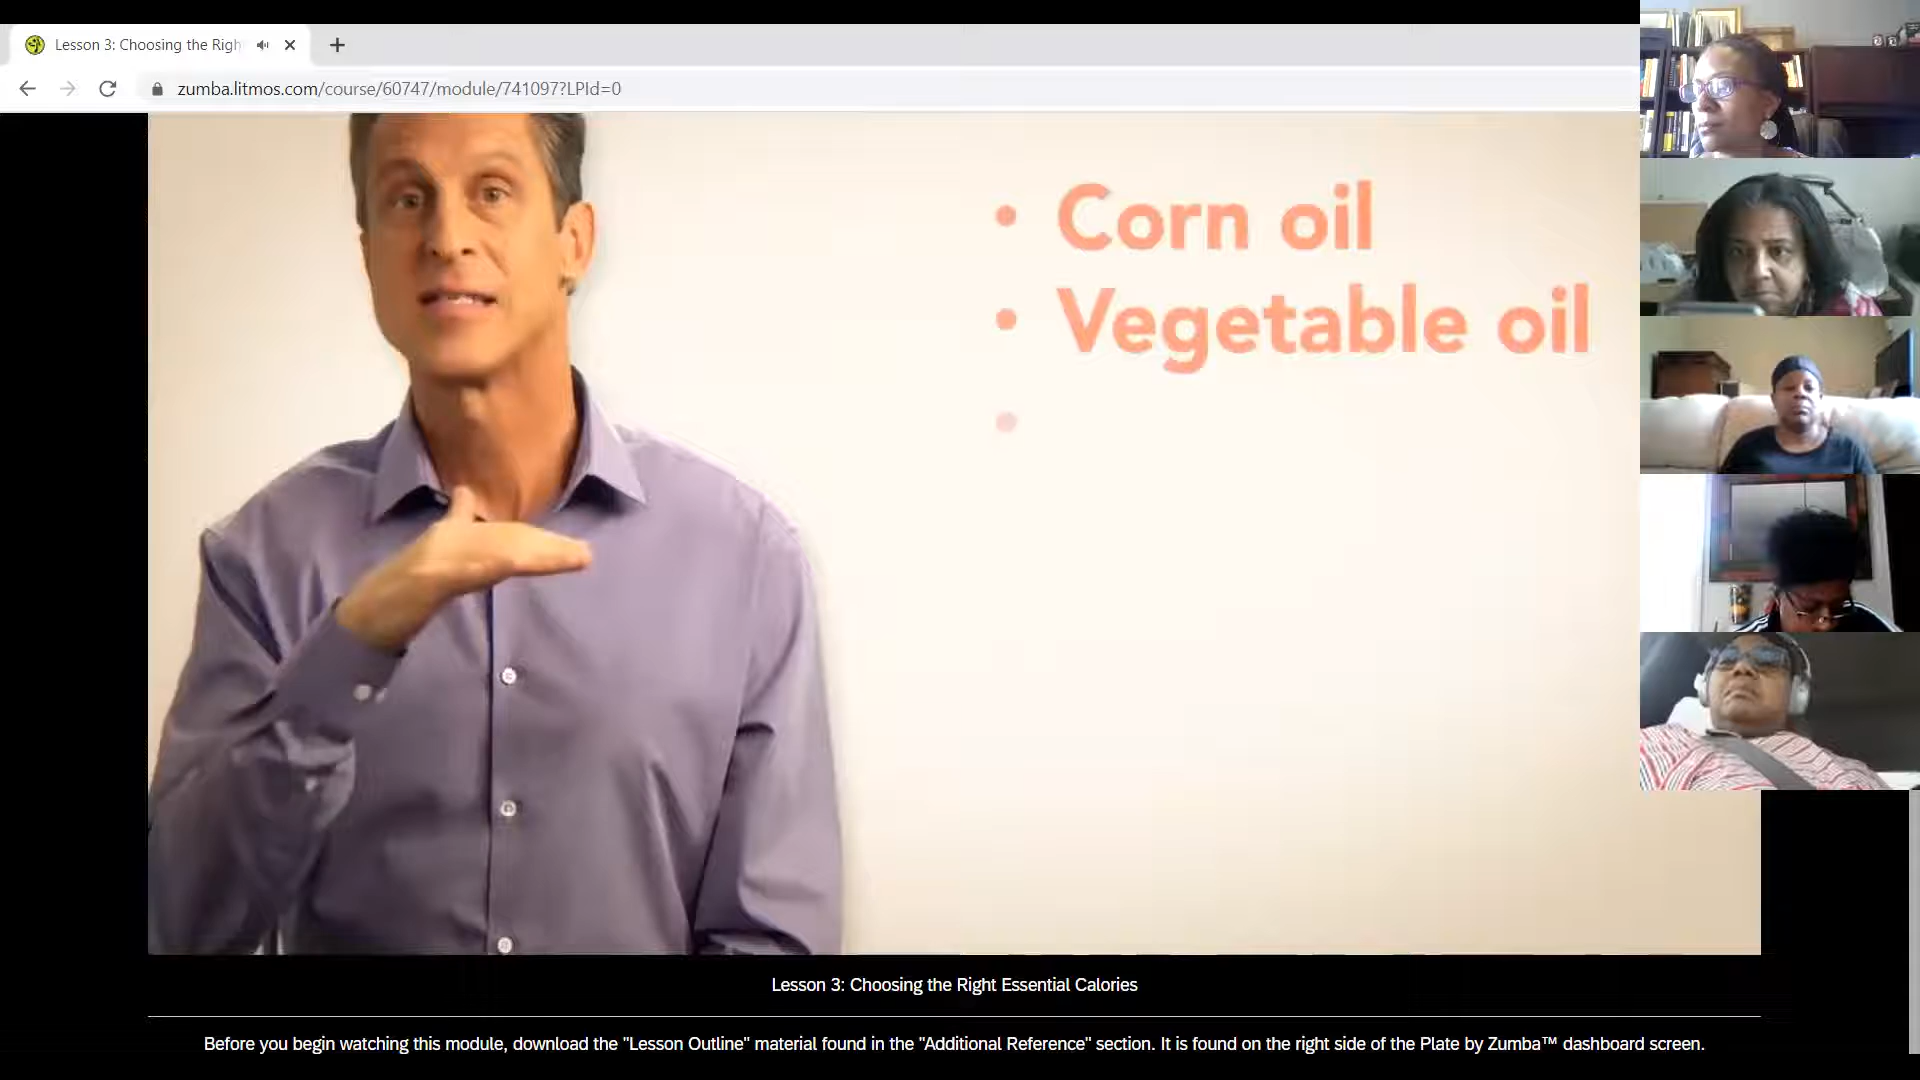 Lesson 3: Choosing the Righ
zumba.litmos.com/course/60747/module/741097?LPId=0
• Corn oil
• Vegetable oil
•
Lesson 3: Choosing the Right Essential Calories
Before you begin watching this module, download the "Lesson Outline" material found in the "Additional Reference" section. It is found on the right side of the Plate by Zumba™ dashboard screen.